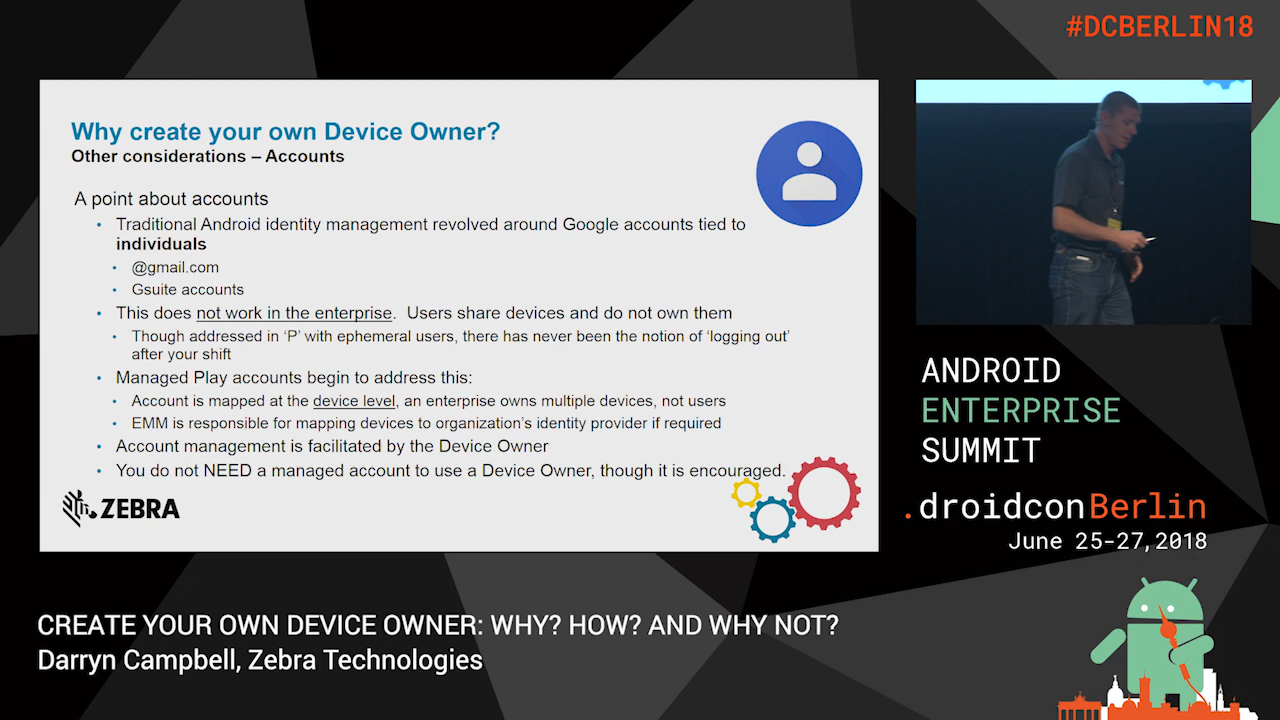 #DCBERLIN18
Why create your own Device Owner?
Other considerations – Accounts
A point about accounts
• Traditional Android identity management revolved around Google accounts tied to
individuals
• @gmail.com
• Gsuite accounts
• This does not work in the enterprise. Users share devices and do not own them
• Though addressed in ‘P’ with ephemeral users, there has never been the notion of ‘logging out’
after your shift
• Managed Play accounts begin to address this:
• Account is mapped at the device level, an enterprise owns multiple devices, not users
• EMM is responsible for mapping devices to organization’s identity provider if required
• Account management is facilitated by the Device Owner
• You do not NEED a managed account to use a Device Owner, though it is encouraged.
ZEBRA
ANDROID
ENTERPRISE
SUMMIT
.droidconBerlin
June 25-27,2018
CREATE YOUR OWN DEVICE OWNER: WHY? HOW? AND WHY NOT?
Darryn Campbell, Zebra Technologies